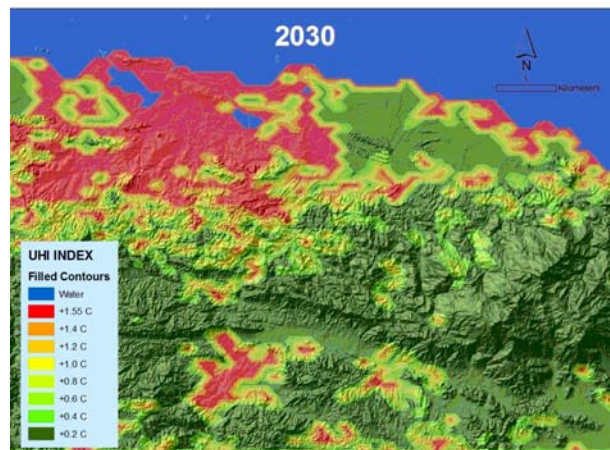 2030
N
Kilometers
UHI INDEX
Filled Contours
Water
+1.55 C
+1.4 C
+1.2 C
+1.0 C
+0.8 C
+0.6 C
+0.4 C
+0.2 C